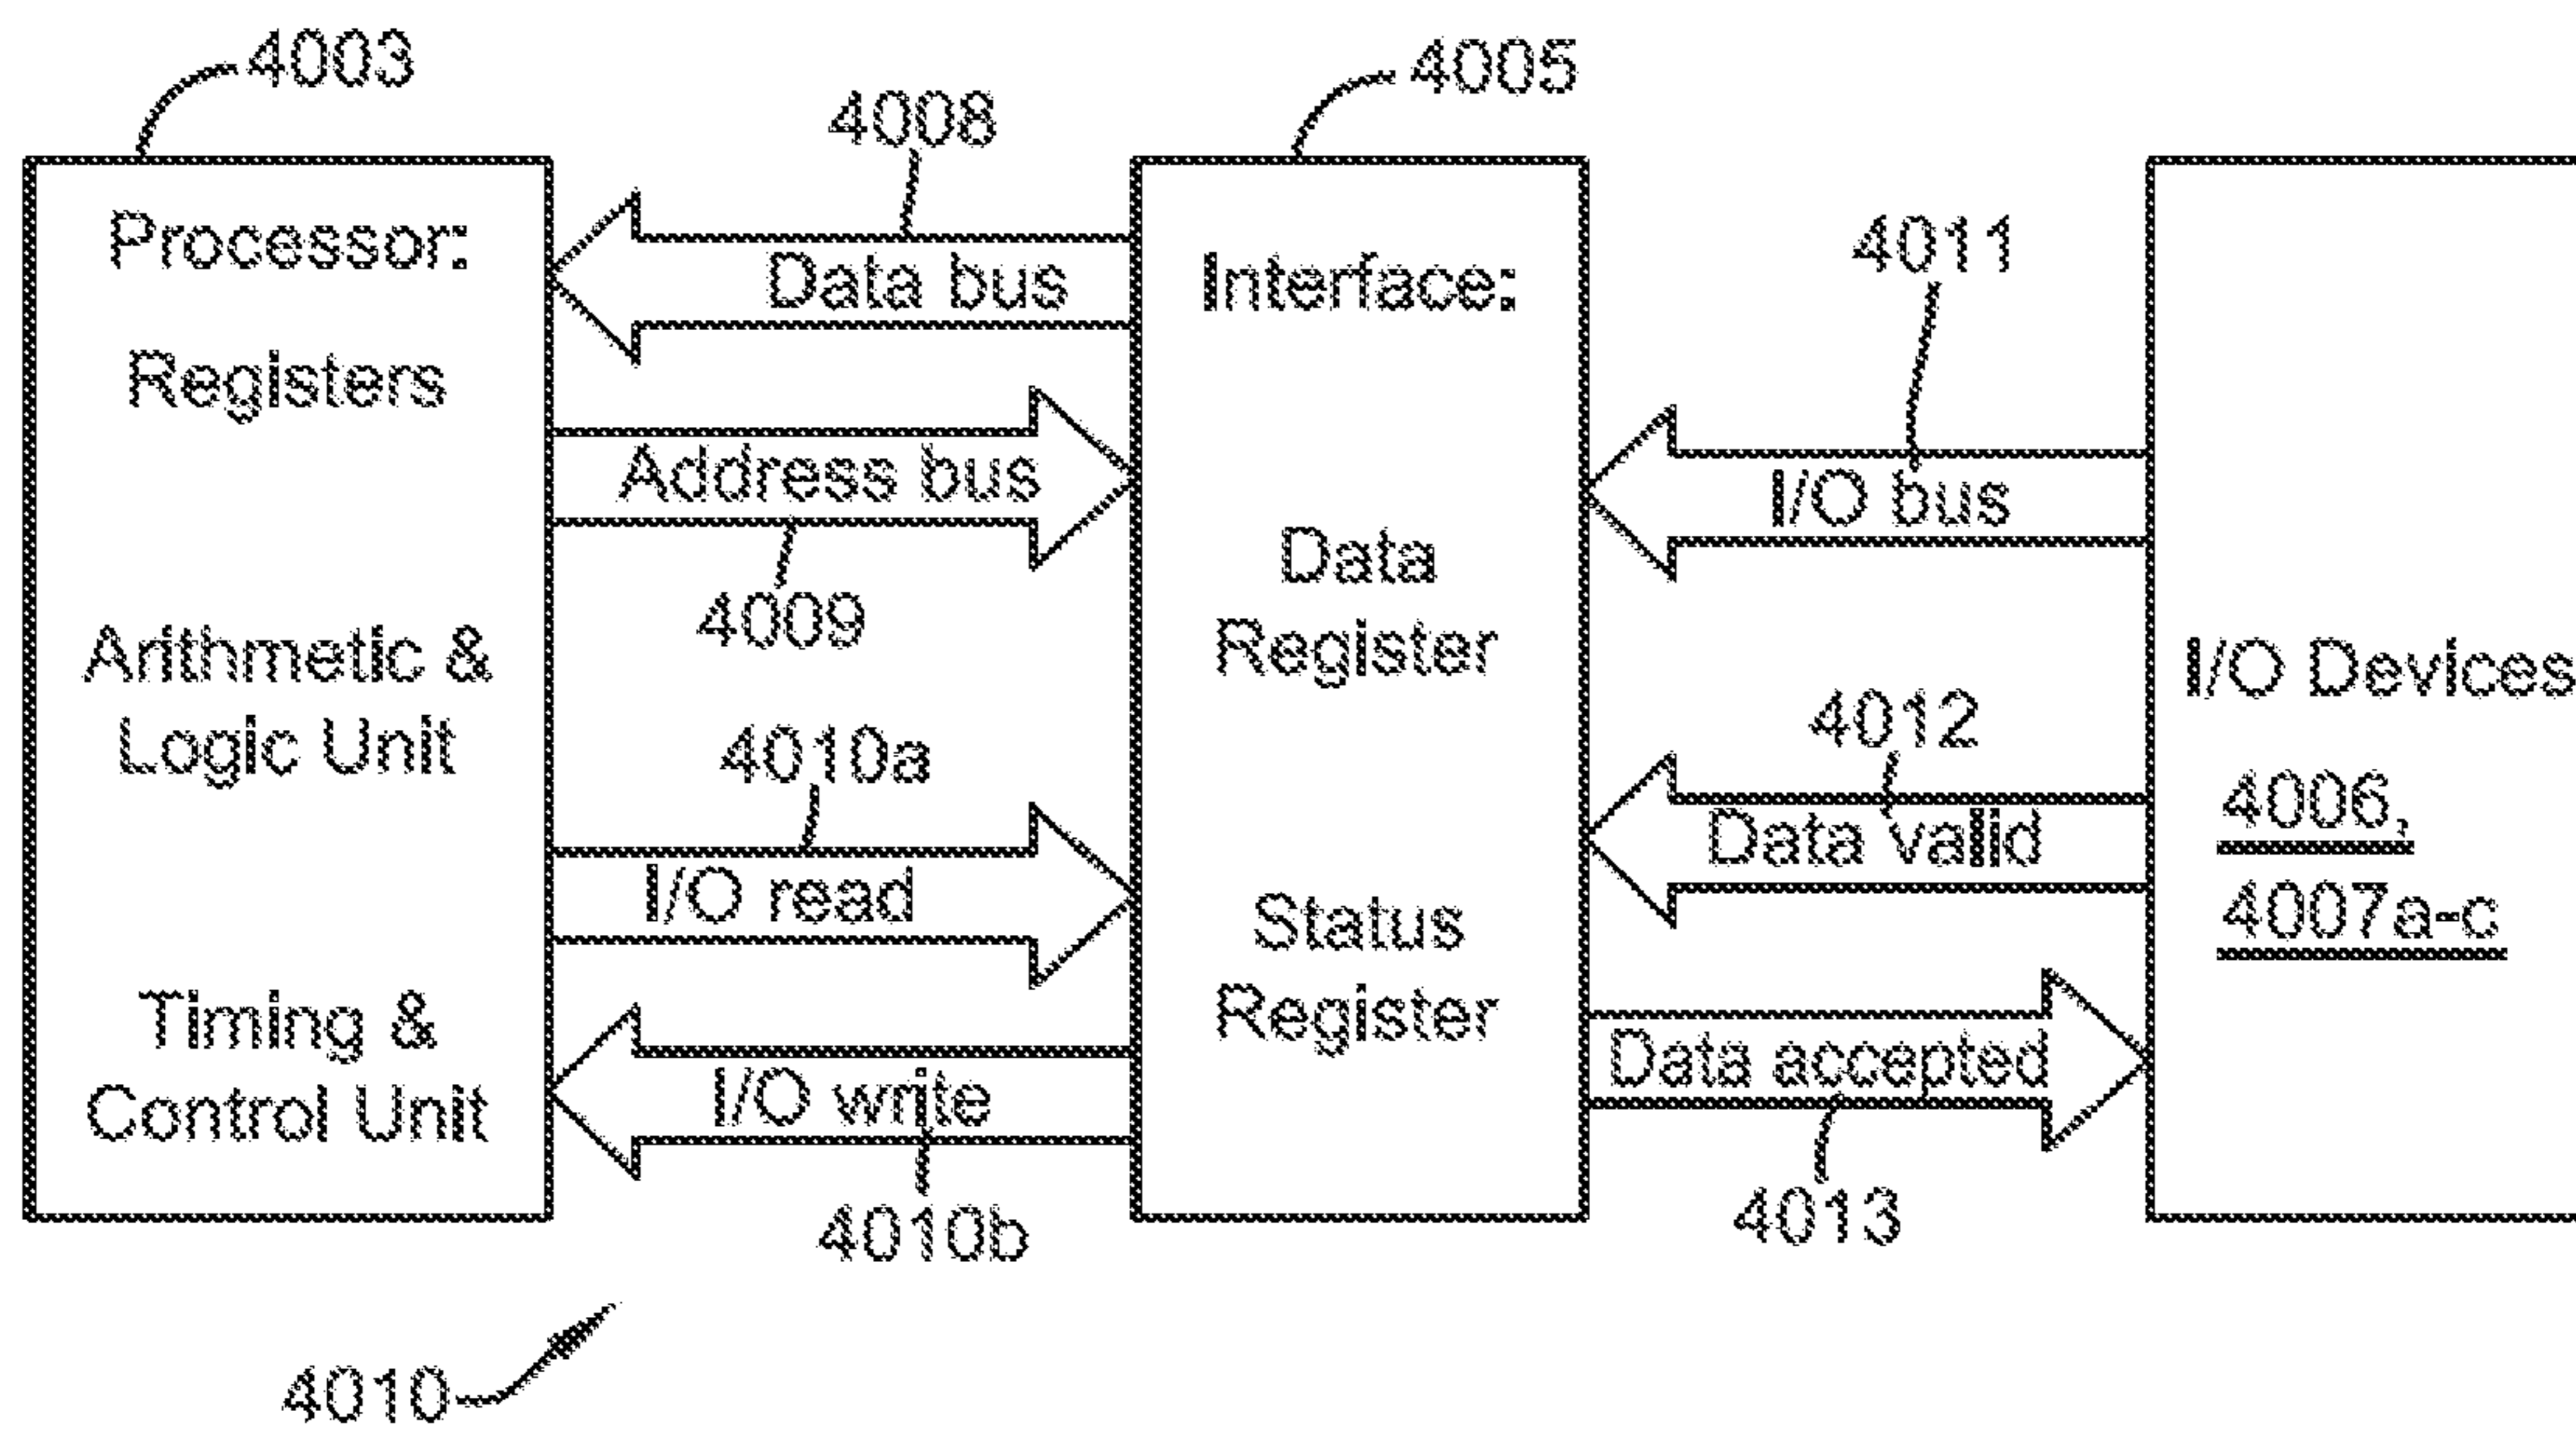 4003
4008
4005
Processor:
Registers
Arithmetic &
Logic Unit
Timing &
Control Unit
Data bus
Address bus
4009
4010a
I/O read
I/O write
4010b
4010
Interface:
Data
Register
Status
Register
4011
I/O bus
4012
Data valid
Data accepted
4013
I/O Devices
4006,
4007a-c